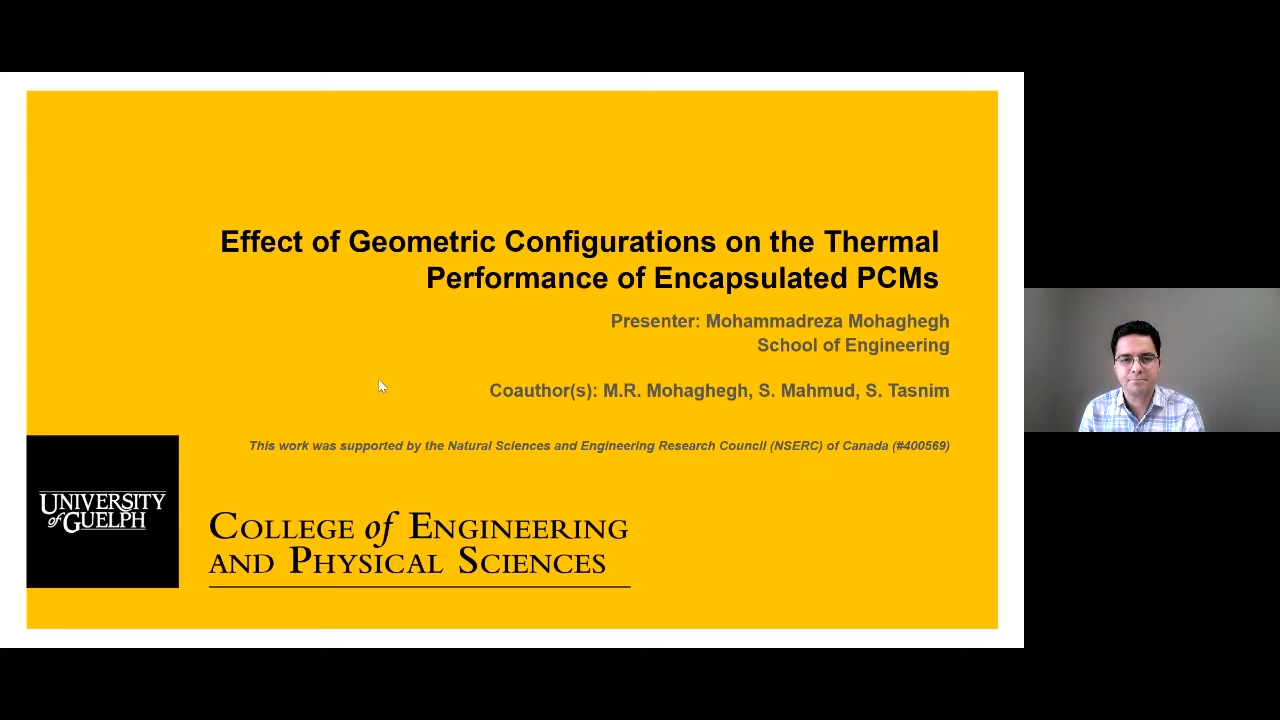 Effect of Geometric Configurations on the Thermal
Performance of Encapsulated PCMs
Presenter: Mohammadreza Mohaghegh
School of Engineering
Coauthor(s): M.R. Mohaghegh, S. Mahmud, S. Tasnim
This work was supported by the Natural Sciences and Engineering Research Council (NSERC) of Canada (#400569)
UNIVERSITY
of GUELPH
COLLEGE of ENGINEERING
AND PHYSICAL SCIENCES